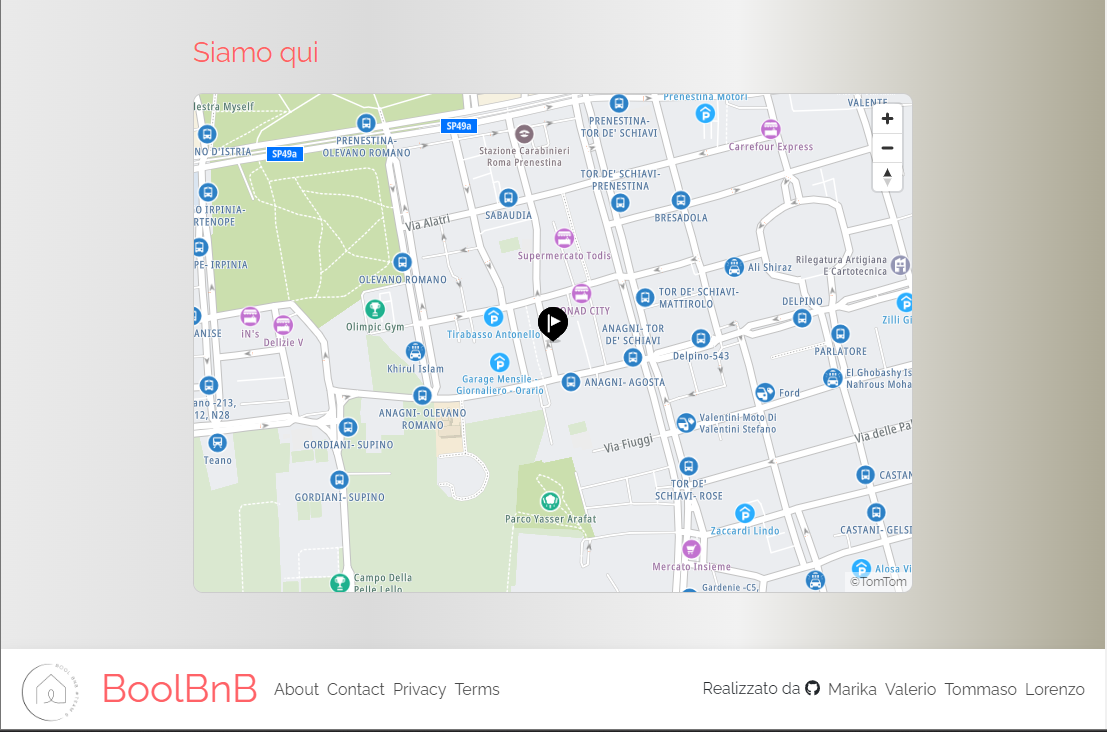 Siamo qui
lestra Myself
SP49a
PRENESTINA-
TOR DE' SCHIAVI
Prenestina Motori
VALENTE
NO D'ISTRIA
SP49a
PRENESTINA-
OLEVANO ROMANO
Stazione Carabinieri
Roma Prenestina
Carrefour Express
TOR DE' SCHIAVI-
PRENESTINA
O IRPINIA-
RTENOPE
Via Alatri
SABAUDIA
BRESADOLA
PE- IRPINIA
OLEVANO ROMANO
Supermercato Todis
Ali Shiraz
Rilegatura Artigiana
E Cartotecnica
TOR DE' SCHIAVI-
MATTIROLO
DELPINO
ONAD CITY
ANISE
iN's
Delizie V
Olimpic Gym
Tirabasso Antonello
ANAGNI- TOR
DE' SCHIAVI
Zilli Gi
Khirul Islam
Delpino-543
PARLATORE
Garage Mensile -
Giornaliero - Orario
ANAGNI- AGOSTA
El.Ghobashy Is
Nahrous Moha
Ford
ano -213,
12, N28
ANAGNI- OLEVANO
ROMANO
Valentini Moto Di
Valentini Stefano
Via delle Pal
GORDIANI- SUPINO
Via Fiuggi
Teano
GORDIANI- SUPINO
TOR DE'
SCHIAVI- ROSE
CASTAN
Parco Yasser Arafat
Zaccardi Lindo
CASTANI- GELSI
Mercato Insieme
Campo Della
Pelle Lello
Gardenie -C5,
Alosa Vi
©TomTom
BOOL BNB
BoolBnB
About Contact Privacy Terms
Realizzato da Marika Valerio Tommaso Lorenzo